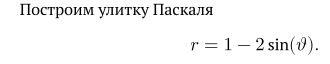 Построим улитку Паскаля
r = 1 − 2 sin(ϑ).